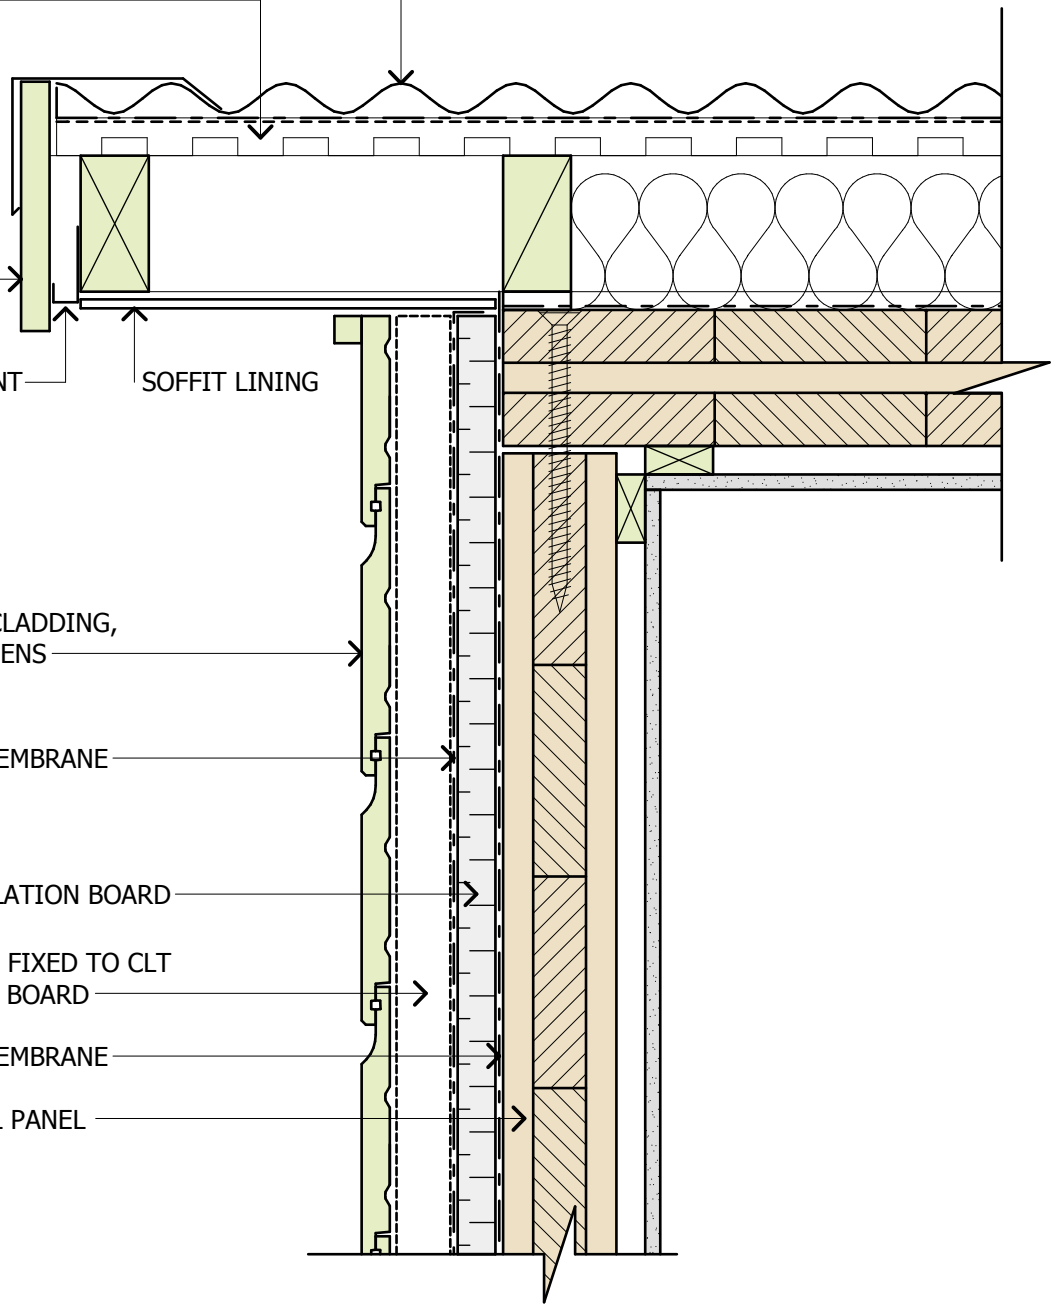 NT
SOFFIT LINING
CLADDING,
ENS
EMBRANE
LATION BOARD
FIXED TO CLT
BOARD
EMBRANE
L PANEL